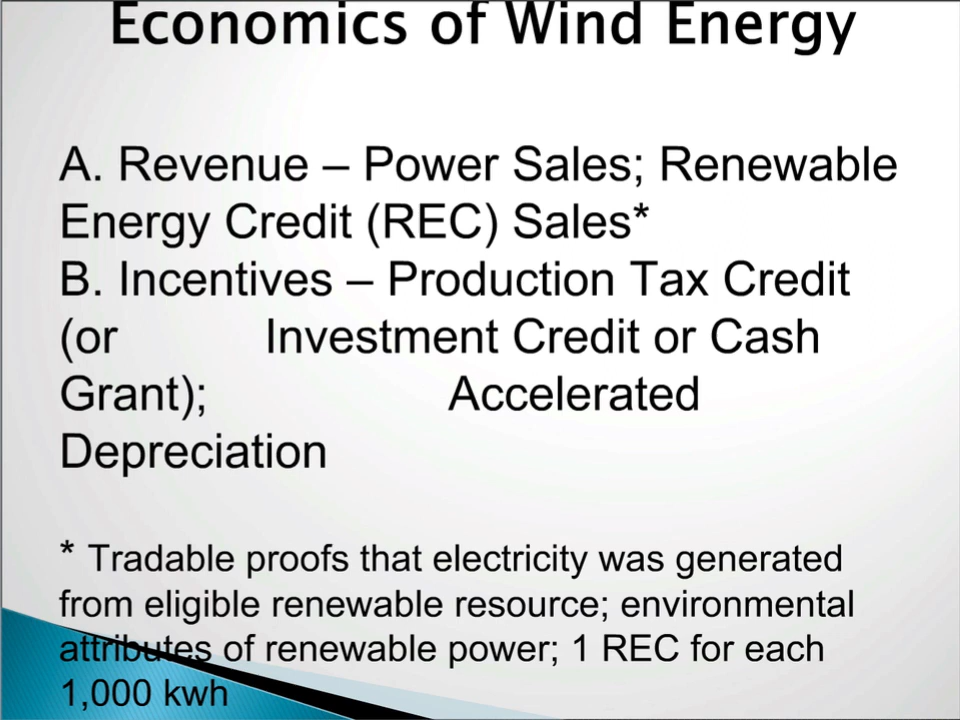 Economics of Wind Energy
A. Revenue – Power Sales; Renewable
Energy Credit (REC) Sales*
B. Incentives – Production Tax Credit
(or Investment Credit or Cash
Grant); Accelerated
Depreciation
* Tradable proofs that electricity was generated
from eligible renewable resource; environmental
attributes of renewable power; 1 REC for each
1,000 kwh